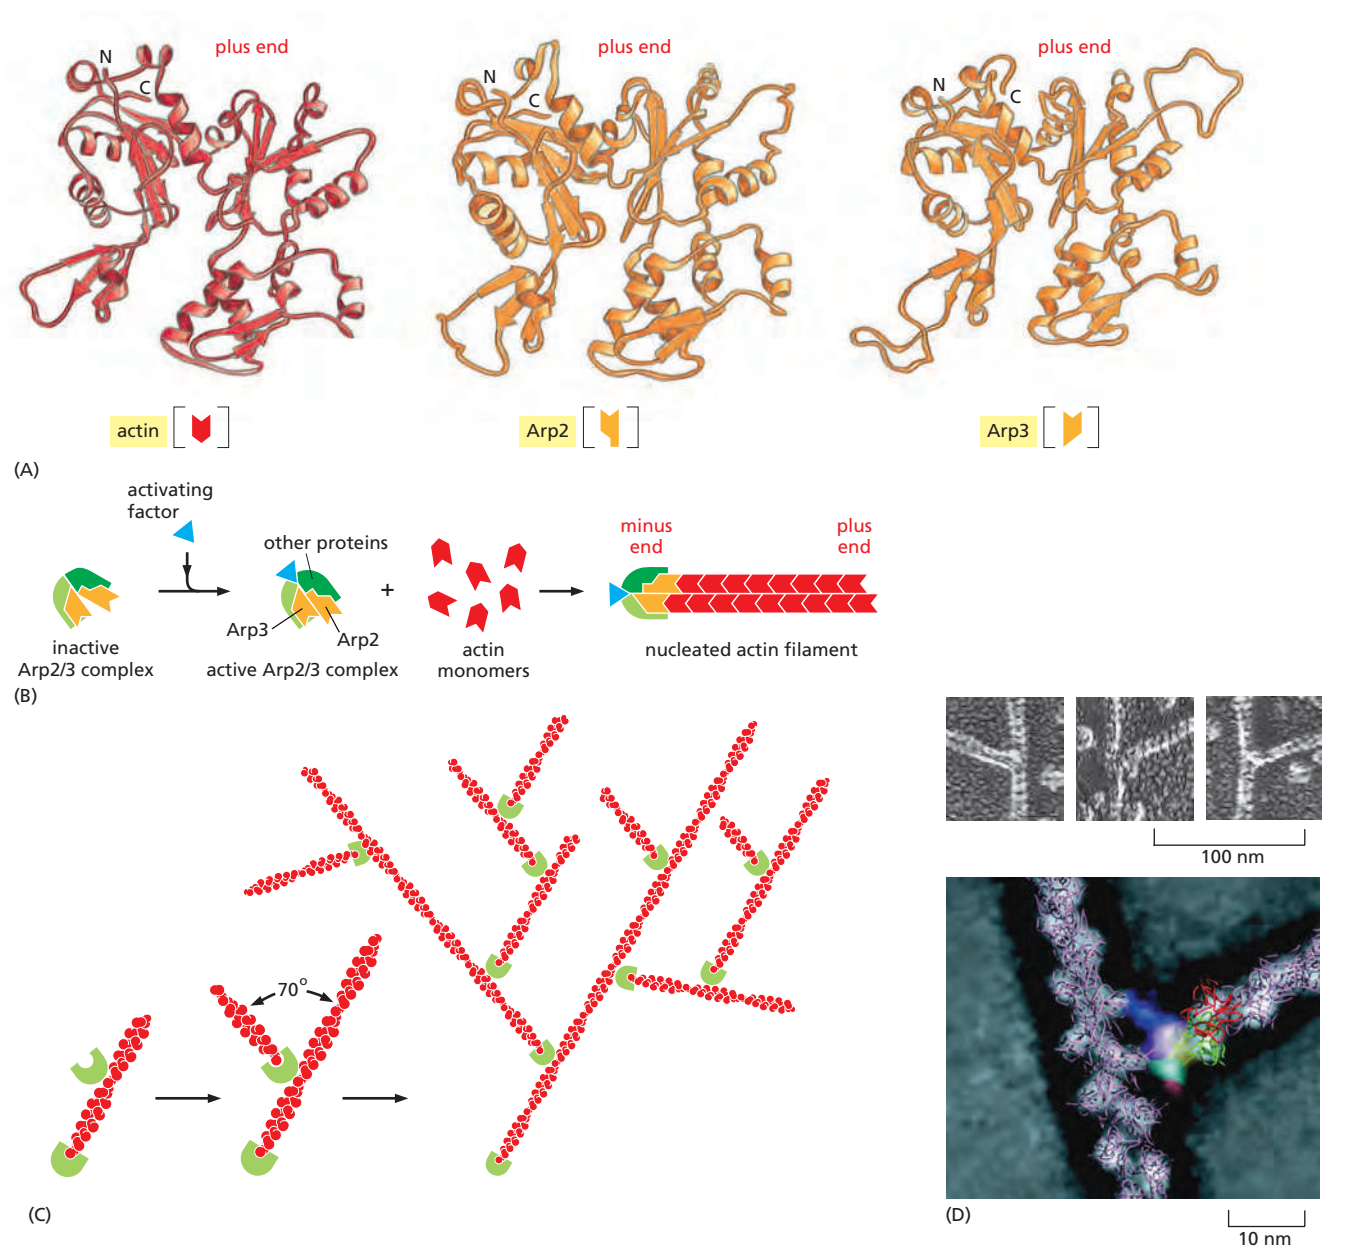 plus end
plus end
plus end
N
C
N
C
N
C
actin
Arp2
Arp3
(A)
activating
factor
other proteins
minus
end
plus
end
+
Arp3
Arp2
inactive
Arp2/3 complex
active Arp2/3 complex
actin
monomers
nucleated actin filament
(B)
100 nm
70°
(C)
(D)
10 nm